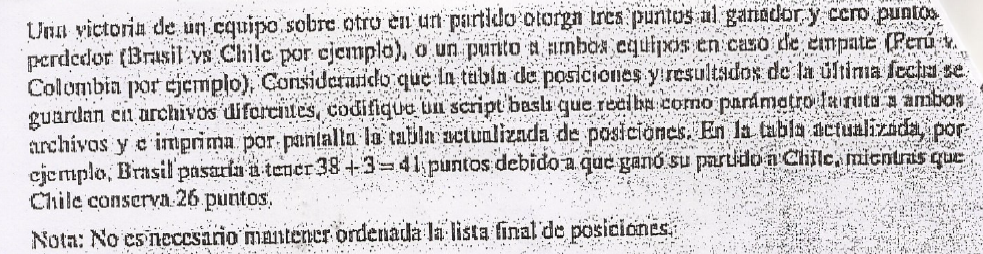 Una victoria de un equipo sobre otro en un partido otorga tres puntos al ganador y cero puntos
perdedor (Brasil vs Chile por ejemplo), o un punto a ambos equipos en caso de empate (Perú v.
Colombia por ejemplo). Considerando que la tabla de posiciones y resultados de la última fecha se
guardan en archivos diferentes, codifique un script bash que reciba como parámetro la ruta a ambos
archivos y e imprima por pantalla la tabla actualizada de posiciones. En la tabla actualizada, por
ejemplo, Brasil pasaría a tener 38 + 3 = 41 puntos debido a que ganó su partido a Chile, mientras que
Chile conserva 26 puntos.
Nota: No es necesario mantener ordenada la lista final de posiciones.